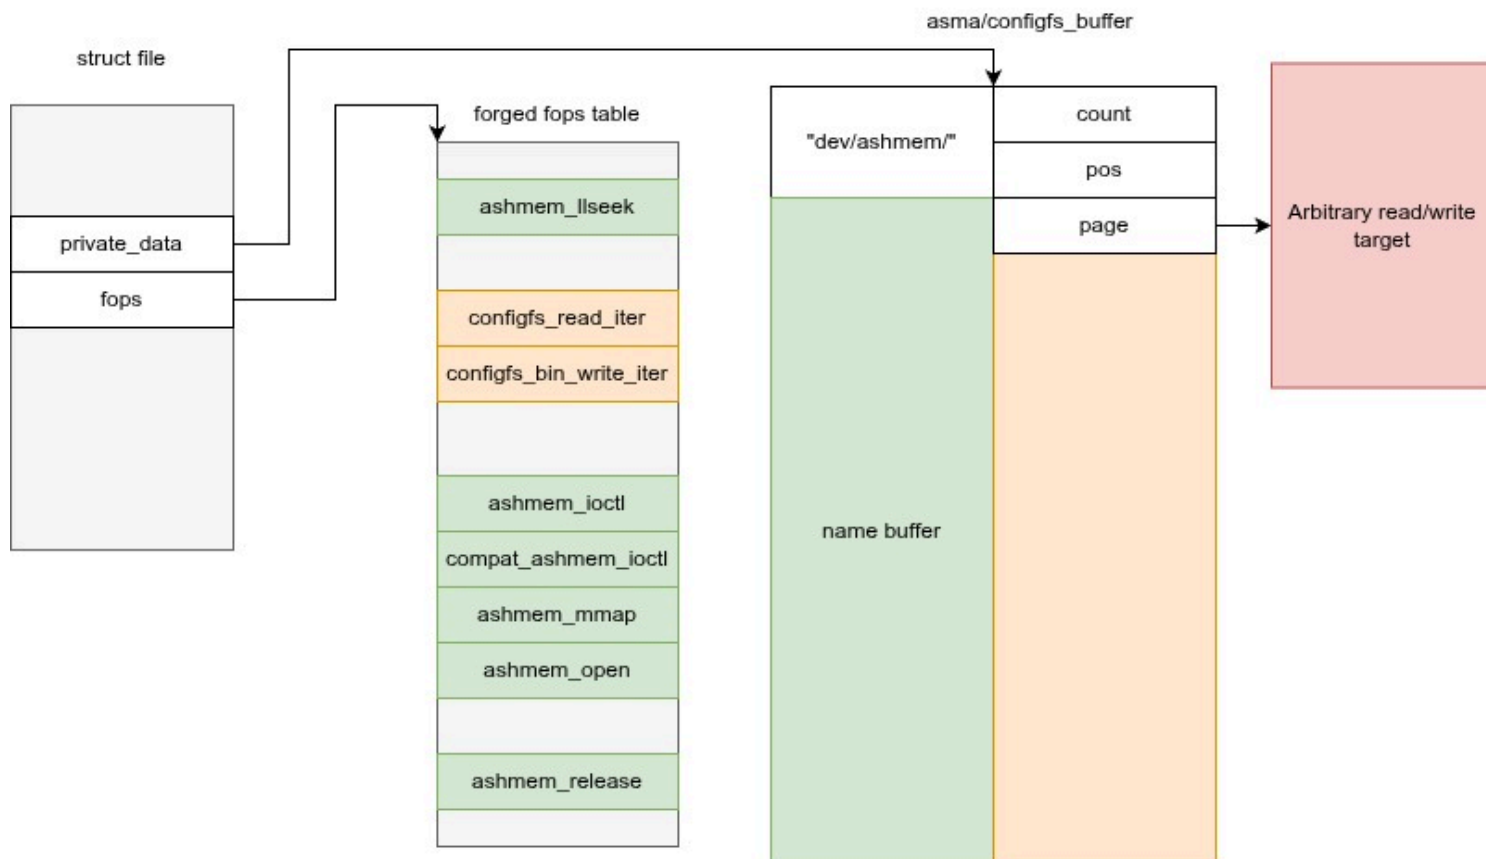 asma/configfs_buffer
struct file
forged fops table
private_data
fops
ashmem_llseek
configfs_read_iter
configfs_bin_write_iter
ashmem_ioctl
compat_ashmem_ioctl
ashmem_mmap
ashmem_open
ashmem_release
"dev/ashmem/"
name buffer
count
pos
page
Arbitrary read/write
target